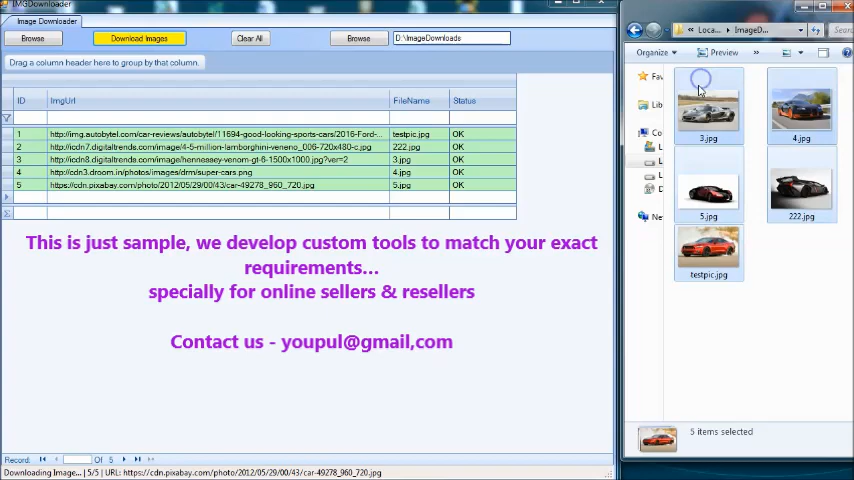 IMGDownloader
Image Downloader
Browse
Download Images
Clear All
Browse
D:\ImageDownloads
Drag a column header here to group by that column.
ID ImgUrl FileName Status
1 http://img.autobytel.com/car-reviews/autobytel/11694-good-looking-sports-cars/2016-Ford-... testpic.jpg OK
2 http://icdn7.digitaltrends.com/image/4-5-million-lamborghini-veneno_006-720x480-c.jpg 222.jpg OK
3 http://icdn8.digitaltrends.com/image/hennessey-venom-gt-6-1500x1000.jpg?ver=2 3.jpg OK
4 http://cdn3.droom.in/photos/images/drm/super-cars.png 4.jpg OK
5 https://cdn.pixabay.com/photo/2012/05/29/00/43/car-49278_960_720.jpg 5.jpg OK
This is just sample, we develop custom tools to match your exact
requirements...
specially for online sellers & resellers
Contact us - youpul@gmail,com
Record: Of 5
Downloading Image... | 5/5 | URL: https://cdn.pixabay.com/photo/2012/05/29/00/43/car-49278_960_720.jpg
« Loca... ImageD...
Organize Preview »
Fav
Lib
Co
L
L
D
Net
3.jpg 4.jpg
5.jpg 222.jpg
testpic.jpg
5 items selected